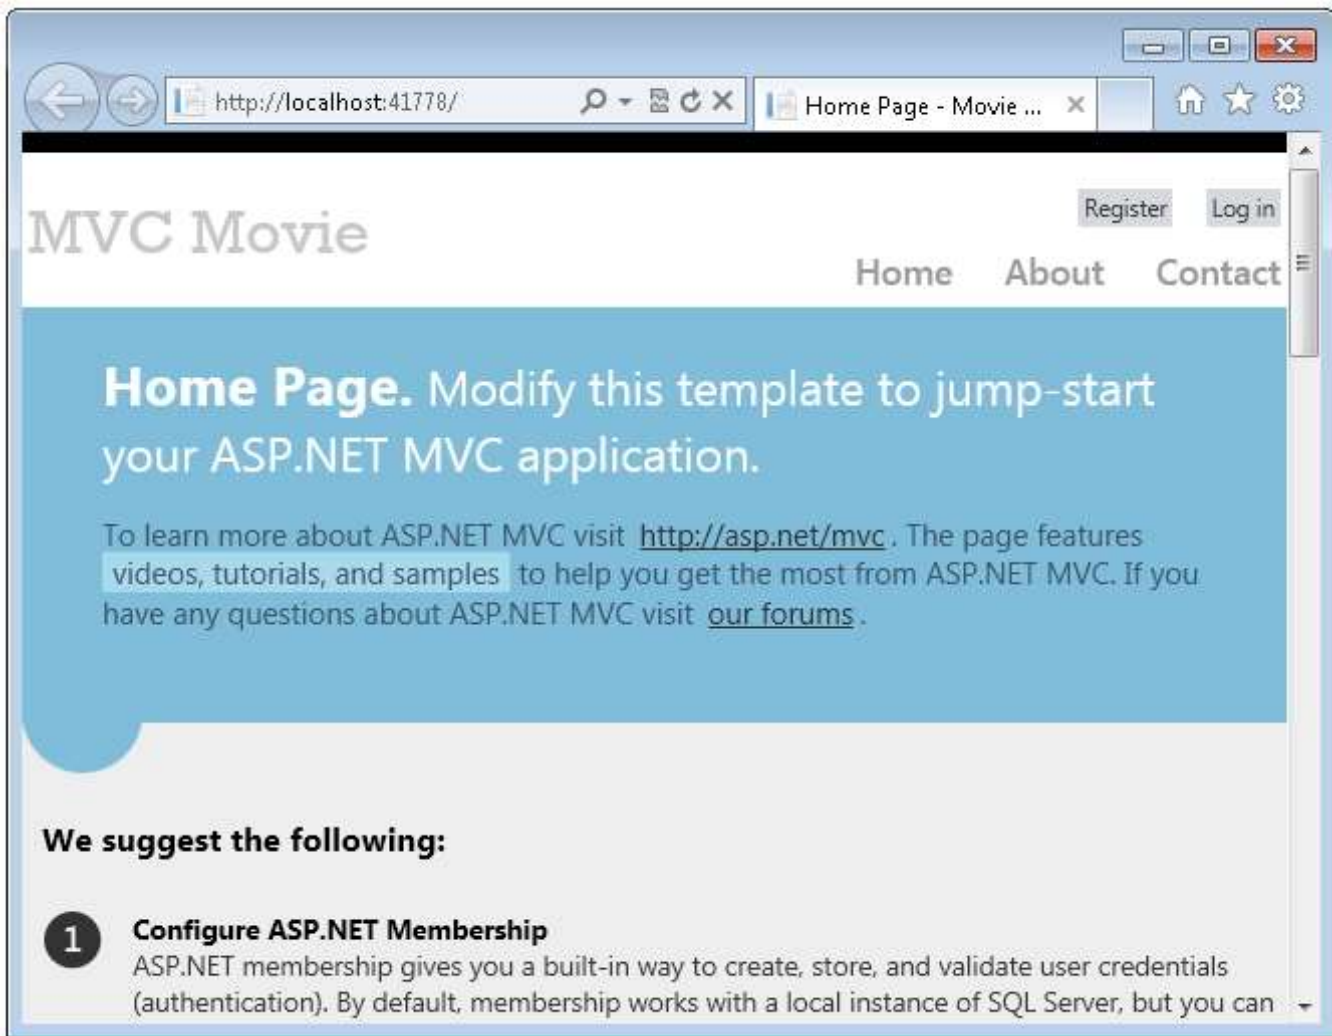 http://localhost:41778/
Home Page - Movie ...
MVC Movie
Register Log in
Home About Contact
Home Page. Modify this template to jump-start
your ASP.NET MVC application.
To learn more about ASP.NET MVC visit http://asp.net/mvc. The page features
videos, tutorials, and samples to help you get the most from ASP.NET MVC. If you
have any questions about ASP.NET MVC visit our forums.
We suggest the following:
1
Configure ASP.NET Membership
ASP.NET membership gives you a built-in way to create, store, and validate user credentials
(authentication). By default, membership works with a local instance of SQL Server, but you can